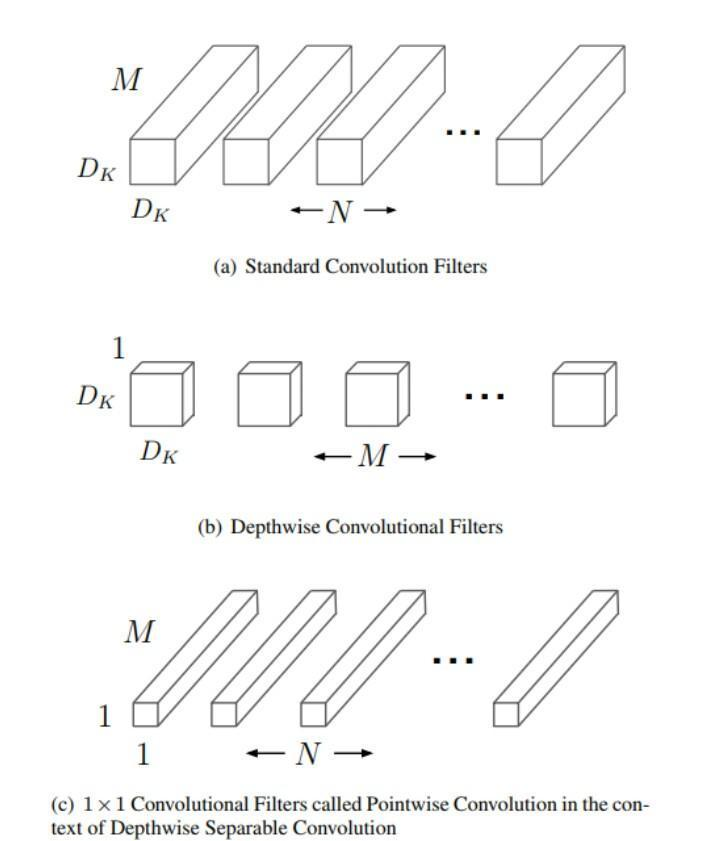 M
D_K
D_K
← N →
...
(a) Standard Convolution Filters
1
D_K
D_K
← M →
...
(b) Depthwise Convolutional Filters
M
1
1
← N →
...
(c) 1 × 1 Convolutional Filters called Pointwise Convolution in the con-
text of Depthwise Separable Convolution